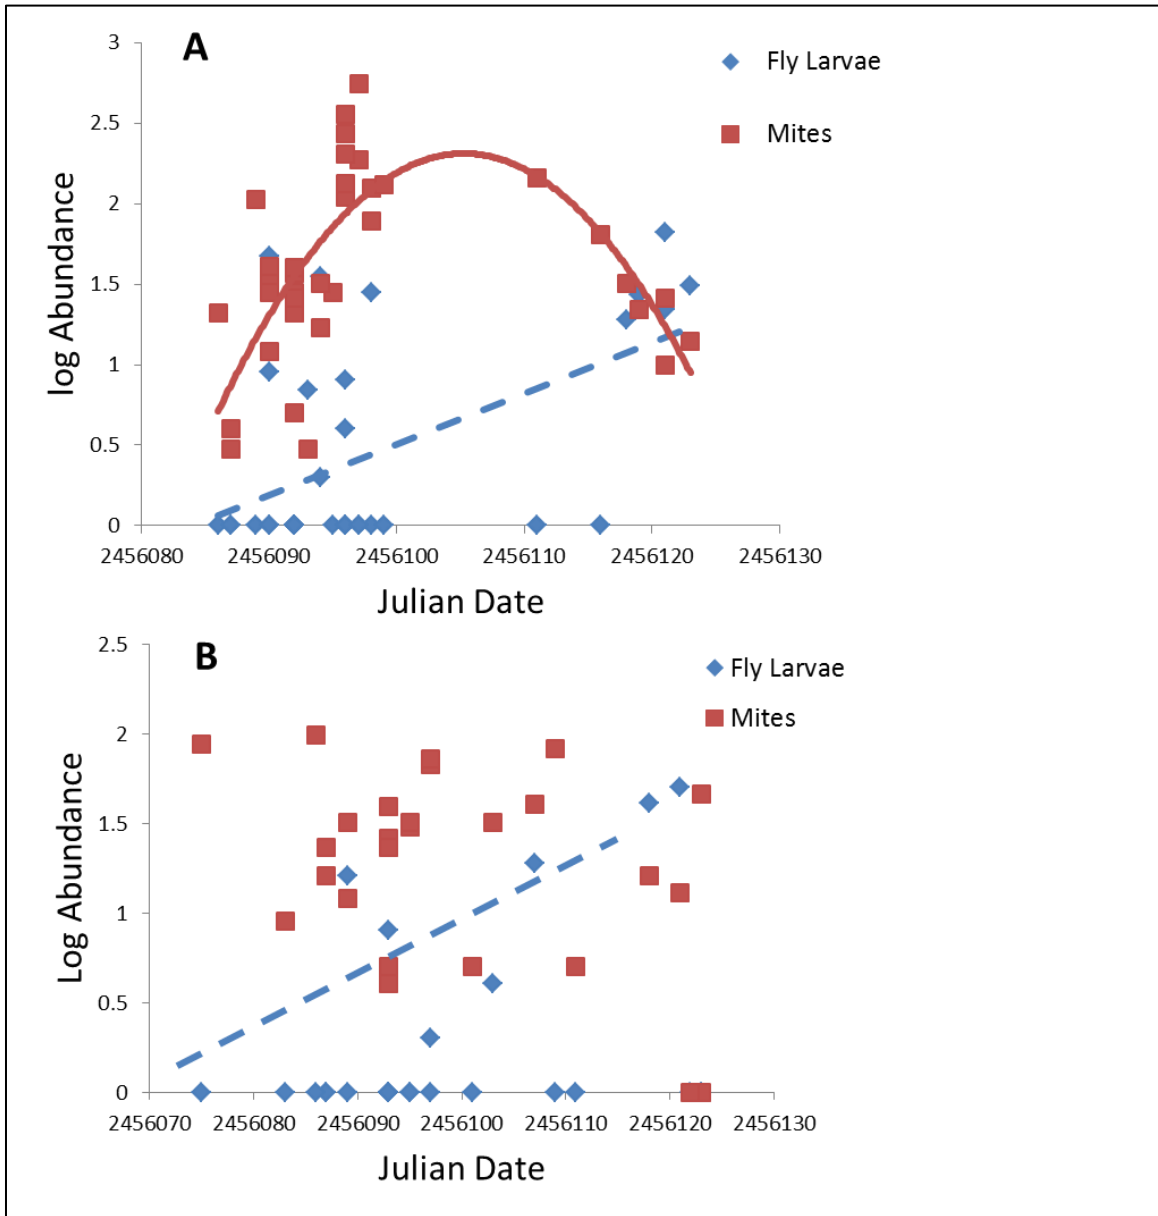 A
Fly Larvae
Mites
log Abundance
3
2.5
2
1.5
1
0.5
0
2456080 2456090 2456100 2456110 2456120 2456130
Julian Date
B
Fly Larvae
Mites
Log Abundance
2.5
2
1.5
1
0.5
0
2456070 2456080 2456090 2456100 2456110 2456120 2456130
Julian Date